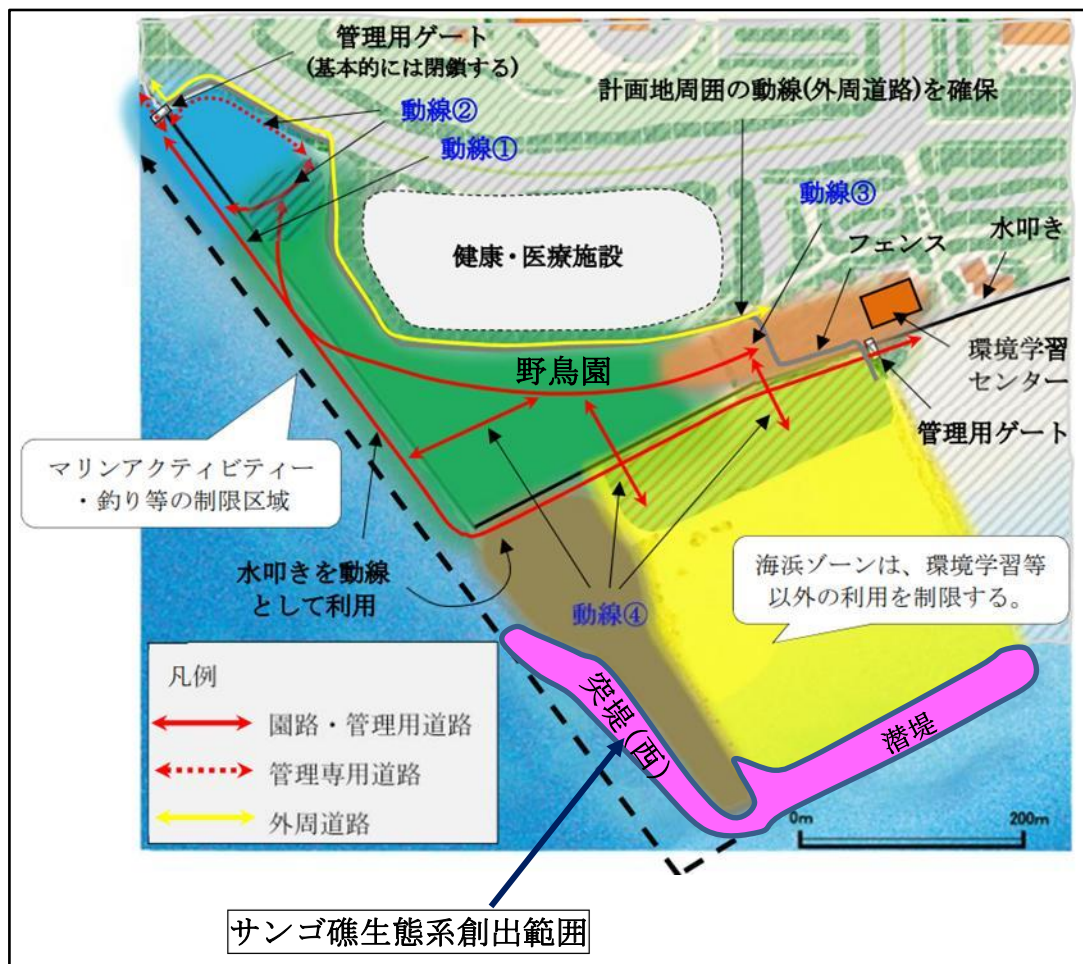 管理用ゲート
(基本的には閉鎖する)
動線②
動線①
計画地周囲の動線(外周道路)を確保
動線③
フェンス
水叩き
健康・医療施設
野鳥園
環境学習
センター
管理用ゲート
マリンアクティビティー
・釣り等の制限区域
水叩きを動線
として利用
動線④
海浜ゾーンは、環境学習等
以外の利用を制限する。
凡例
園路・管理用道路
管理専用道路
外周道路
突堤(西)
潜堤
0m
200m
サンゴ礁生態系創出範囲